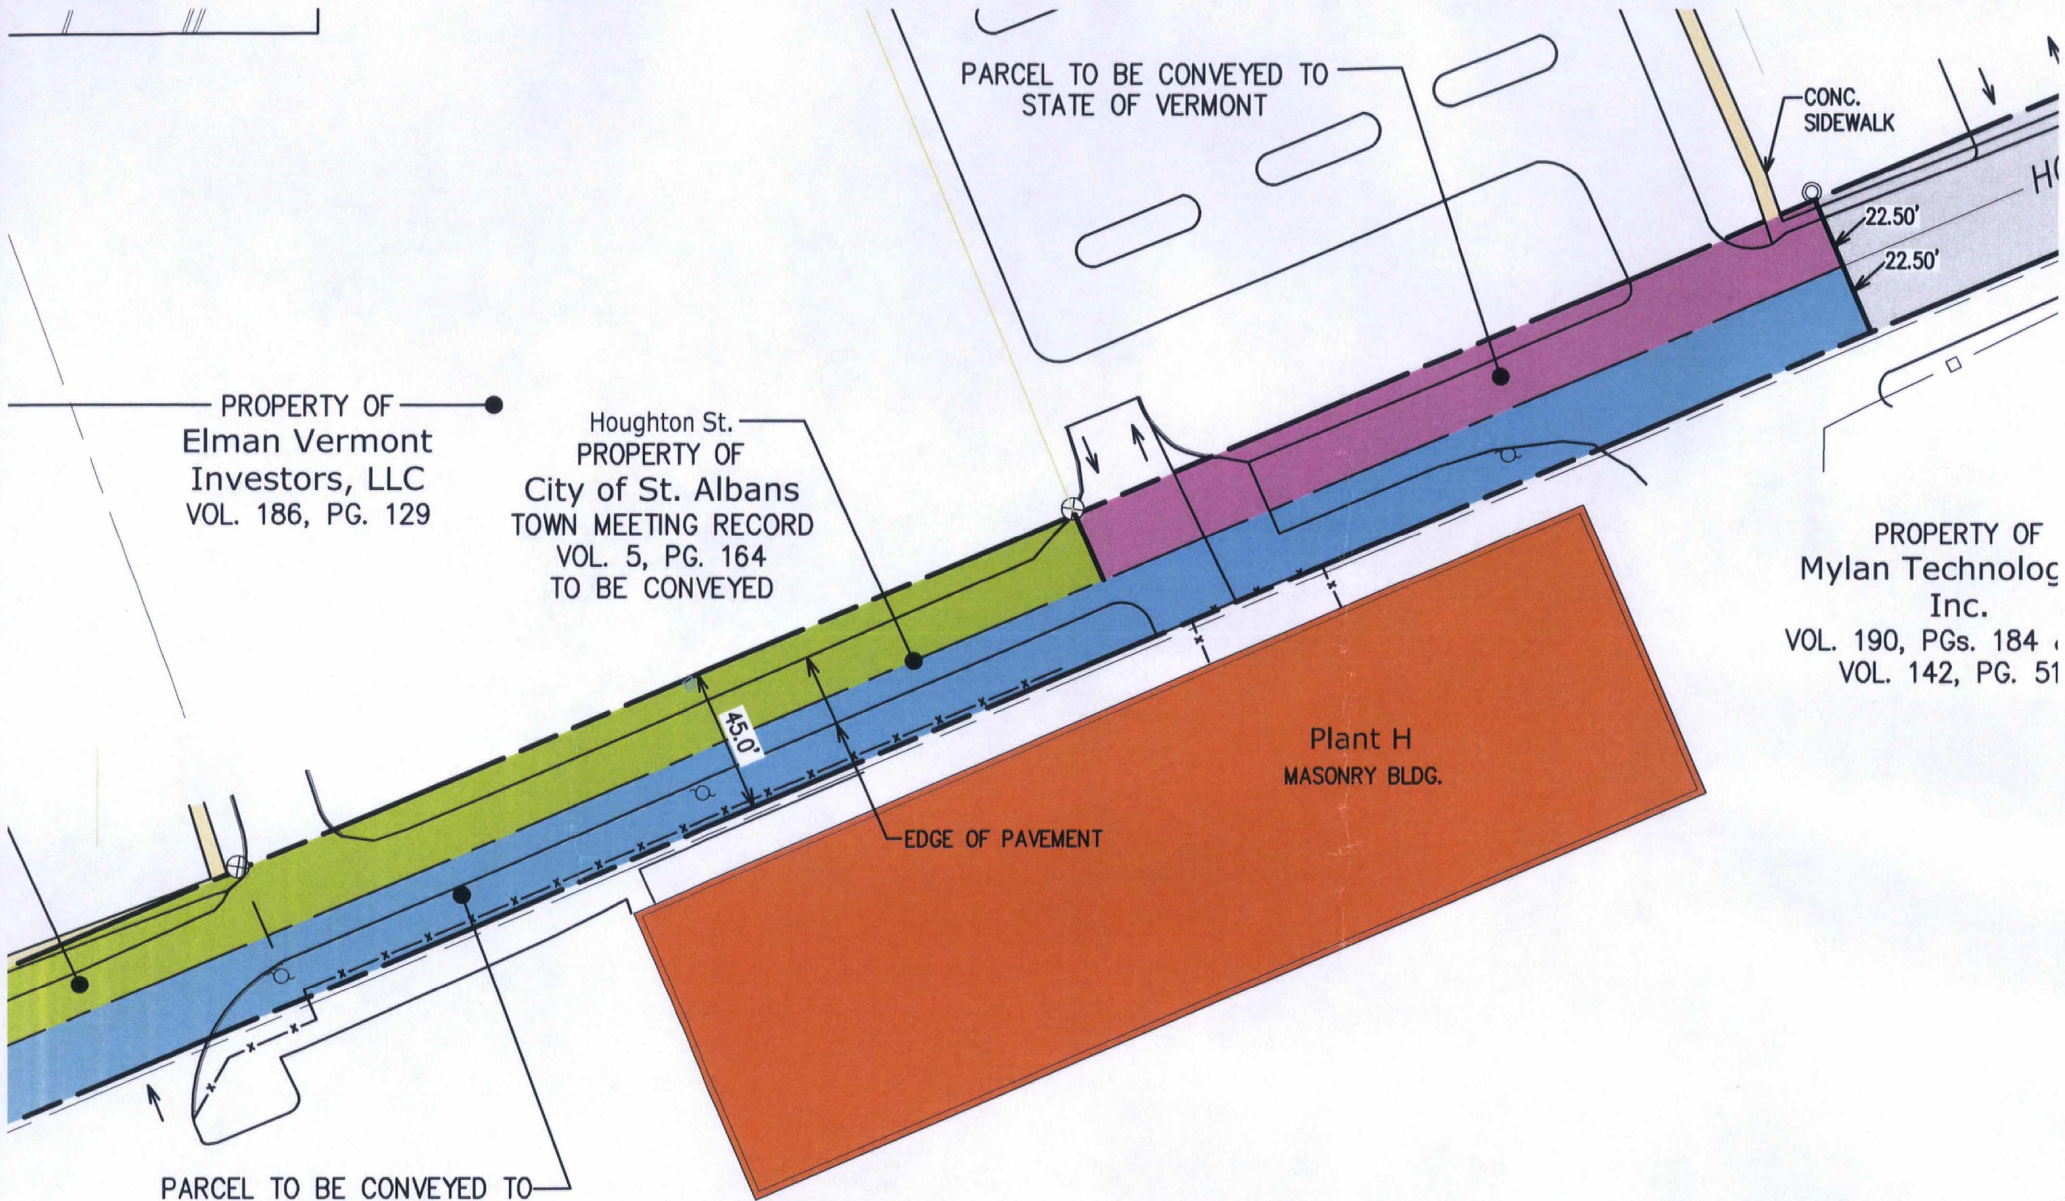 PARCEL TO BE CONVEYED TO
STATE OF VERMONT
CONC.
SIDEWALK
22.50'
22.50'
PROPERTY OF
Elman Vermont
Investors, LLC
VOL. 186, PG. 129
Houghton St.
PROPERTY OF
City of St. Albans
TOWN MEETING RECORD
VOL. 5, PG. 164
TO BE CONVEYED
PROPERTY OF
Mylan Technolog
Inc.
VOL. 190, PGs. 184
VOL. 142, PG. 51
45.0'
Plant H
MASONRY BLDG.
EDGE OF PAVEMENT
PARCEL TO BE CONVEYED TO